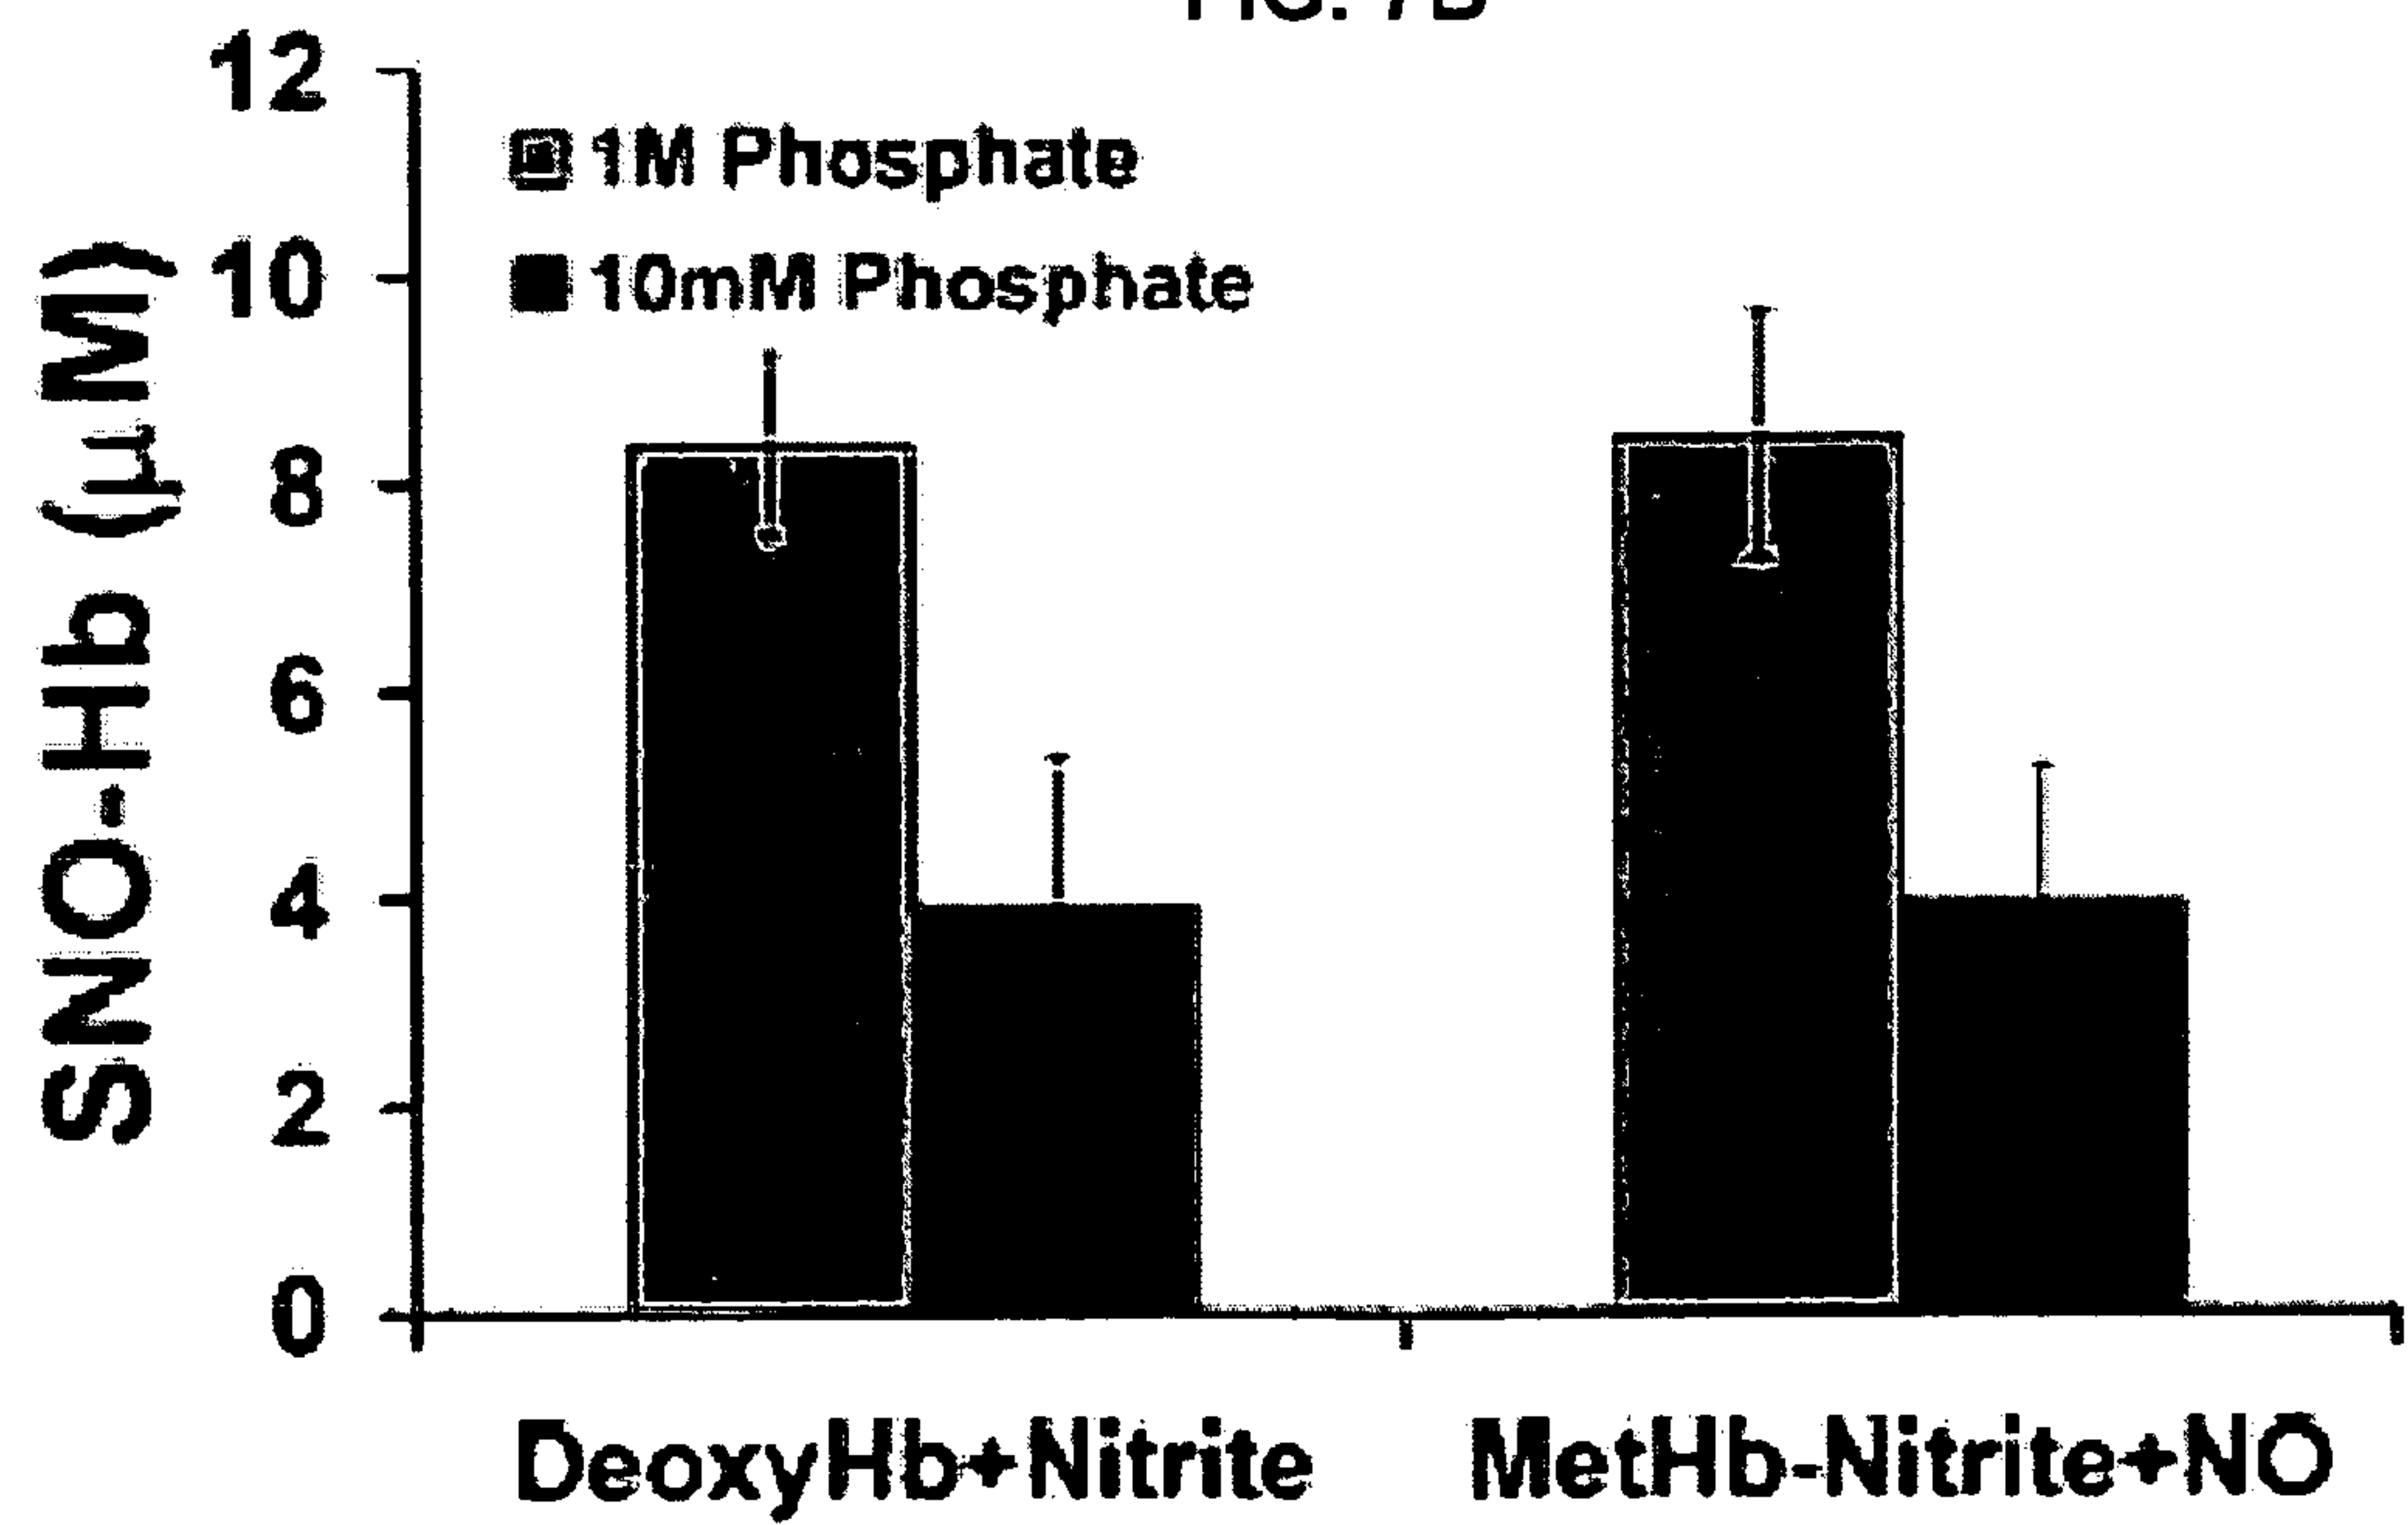 12
1M Phosphate
10
10mM Phosphate
SNO-Hb (μM)
8
6
4
2
0
DeoxyHb+Nitrite
MetHb-Nitrite+NO